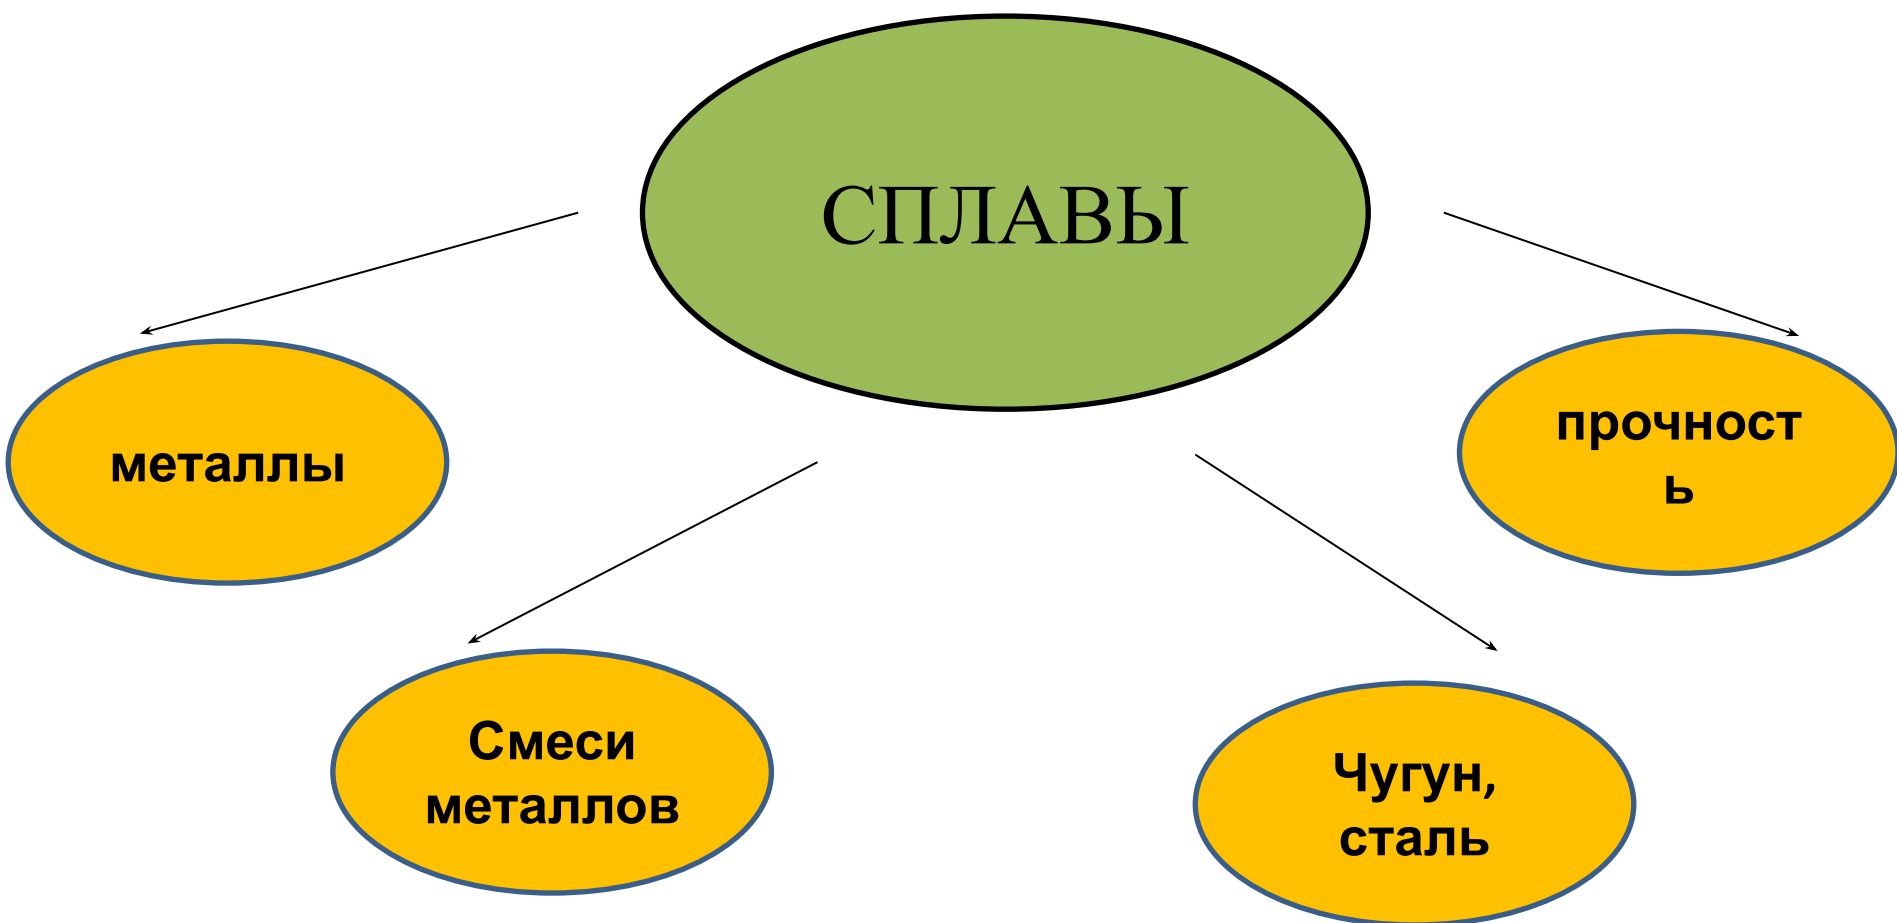 СПЛАВЫ
металлы
прочност
ь
Смеси
металлов
Чугун,
сталь